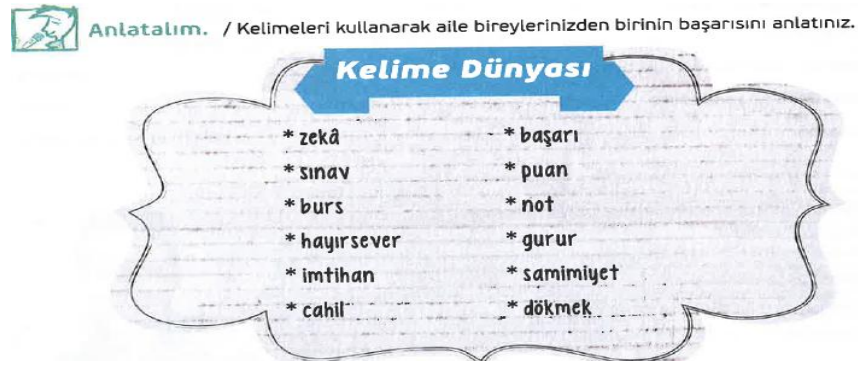 Anlatalım. / Kelimeleri kullanarak aile bireylerinizden birinin başarısını anlatınız.
Kelime Dünyası
* zekâ
* sınav
* burs
* hayırsever
* imtihan
* cahil
* başarı
* puan
* not
* gurur
* samimiyet
* dökmek